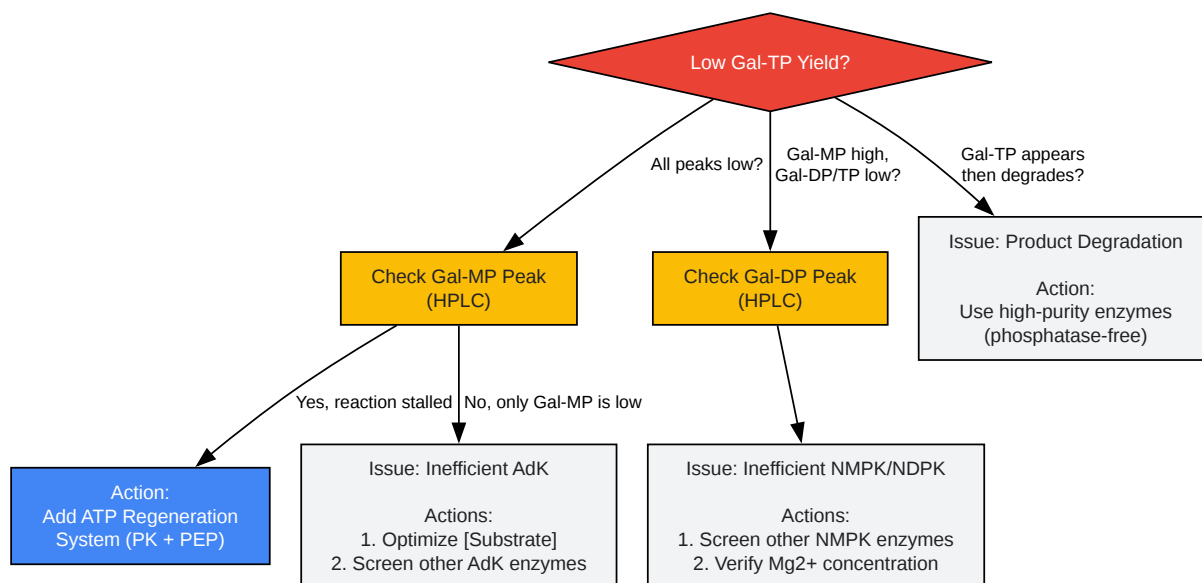 Low Gal-TP Yield?
All peaks low?
Gal-MP high,
Gal-DP/TP low?
Gal-TP appears
then degrades?
Check Gal-MP Peak
(HPLC)
Check Gal-DP Peak
(HPLC)
Issue: Product Degradation
Action:
Use high-purity enzymes
(phosphatase-free)
Yes, reaction stalled
No, only Gal-MP is low
Action:
Add ATP Regeneration
System (PK + PEP)
Issue: Inefficient AdK
Actions:
1. Optimize [Substrate]
2. Screen other AdK enzymes
Issue: Inefficient NMPK/NDPK
Actions:
1. Screen other NMPK enzymes
2. Verify Mg2+ concentration